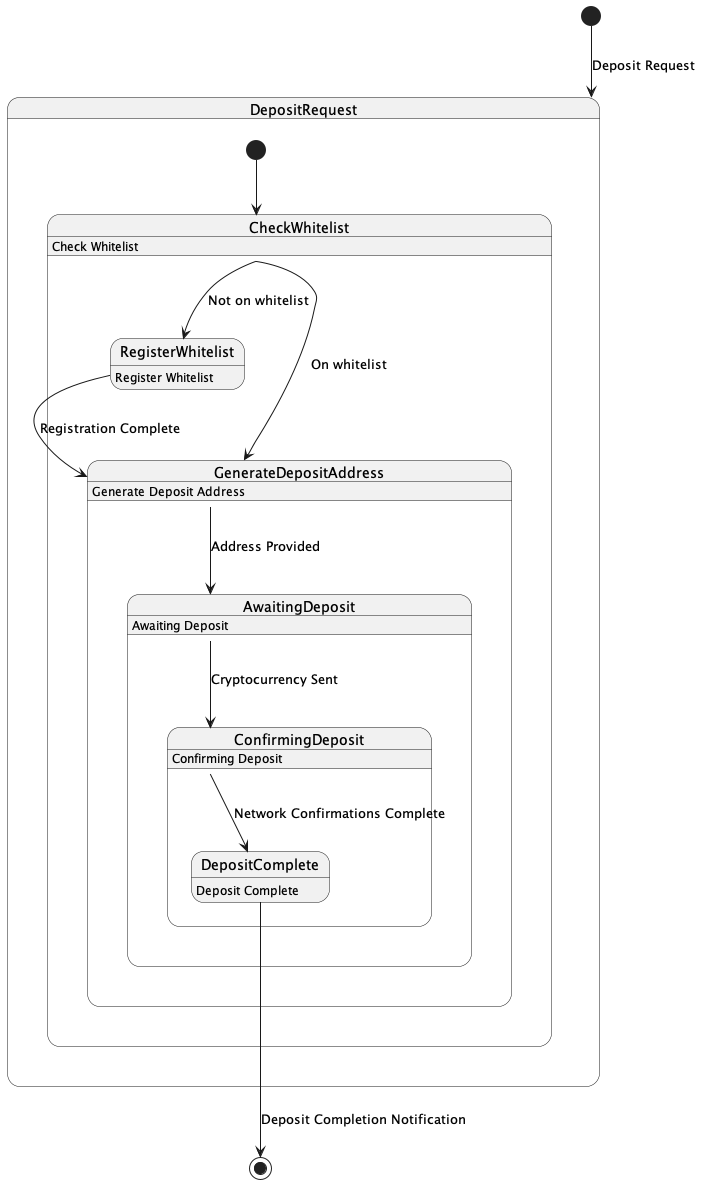 Deposit Request
DepositRequest
CheckWhitelist
Check Whitelist
Not on whitelist
RegisterWhitelist
Register Whitelist
On whitelist
Registration Complete
GenerateDepositAddress
Generate Deposit Address
Address Provided
AwaitingDeposit
Awaiting Deposit
Cryptocurrency Sent
ConfirmingDeposit
Confirming Deposit
Network Confirmations Complete
DepositComplete
Deposit Complete
Deposit Completion Notification